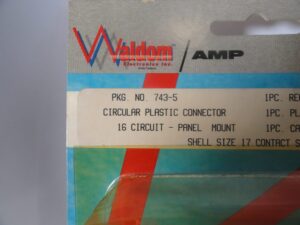 Waldom / AMP
Electronics Inc.
PKG. NO. 743-5 1PC. RE
CIRCULAR PLASTIC CONNECTOR 1PC. PL
16 CIRCUIT - PANEL MOUNT 1PC. CA
SHELL SIZE 17 CONTACT S